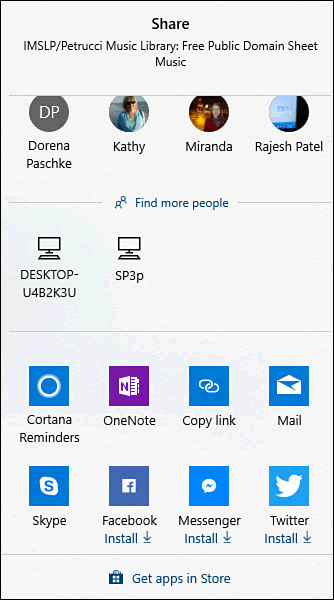 Share
IMSLP/Petrucci Music Library: Free Public Domain Sheet
Music
DP
Dorena
Paschke
Kathy
Miranda
Rajesh Patel
Find more people
DESKTOP-
U4B2K3U
SP3p
Cortana
Reminders
OneNote
Copy link
Mail
Skype
Facebook
Install
Messenger
Install
Twitter
Install
Get apps in Store